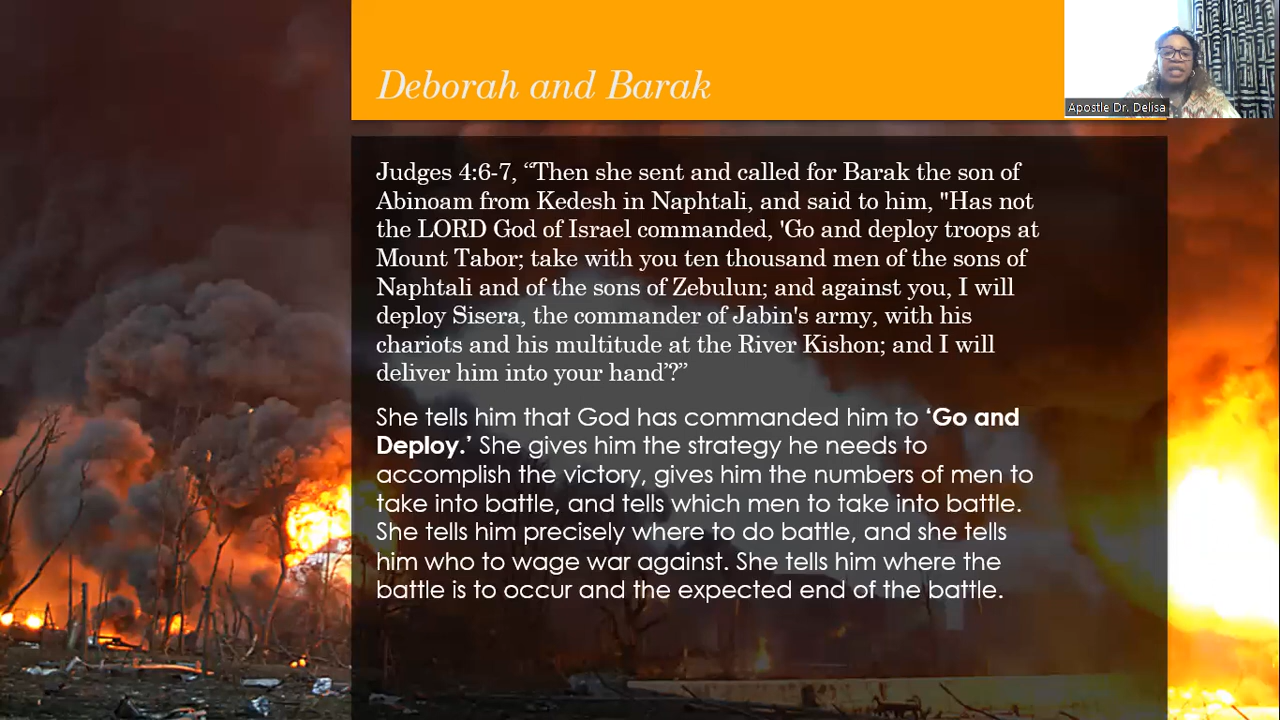 Deborah and Barak
Apostle Dr. Delisa
Judges 4:6-7, “Then she sent and called for Barak the son of
Abinoam from Kedesh in Naphtali, and said to him, "Has not
the LORD God of Israel commanded, 'Go and deploy troops at
Mount Tabor; take with you ten thousand men of the sons of
Naphtali and of the sons of Zebulun; and against you, I will
deploy Sisera, the commander of Jabin's army, with his
chariots and his multitude at the River Kishon; and I will
deliver him into your hand’?”
She tells him that God has commanded him to ‘Go and
Deploy.’ She gives him the strategy he needs to
accomplish the victory, gives him the numbers of men to
take into battle, and tells which men to take into battle.
She tells him precisely where to do battle, and she tells
him who to wage war against. She tells him where the
battle is to occur and the expected end of the battle.